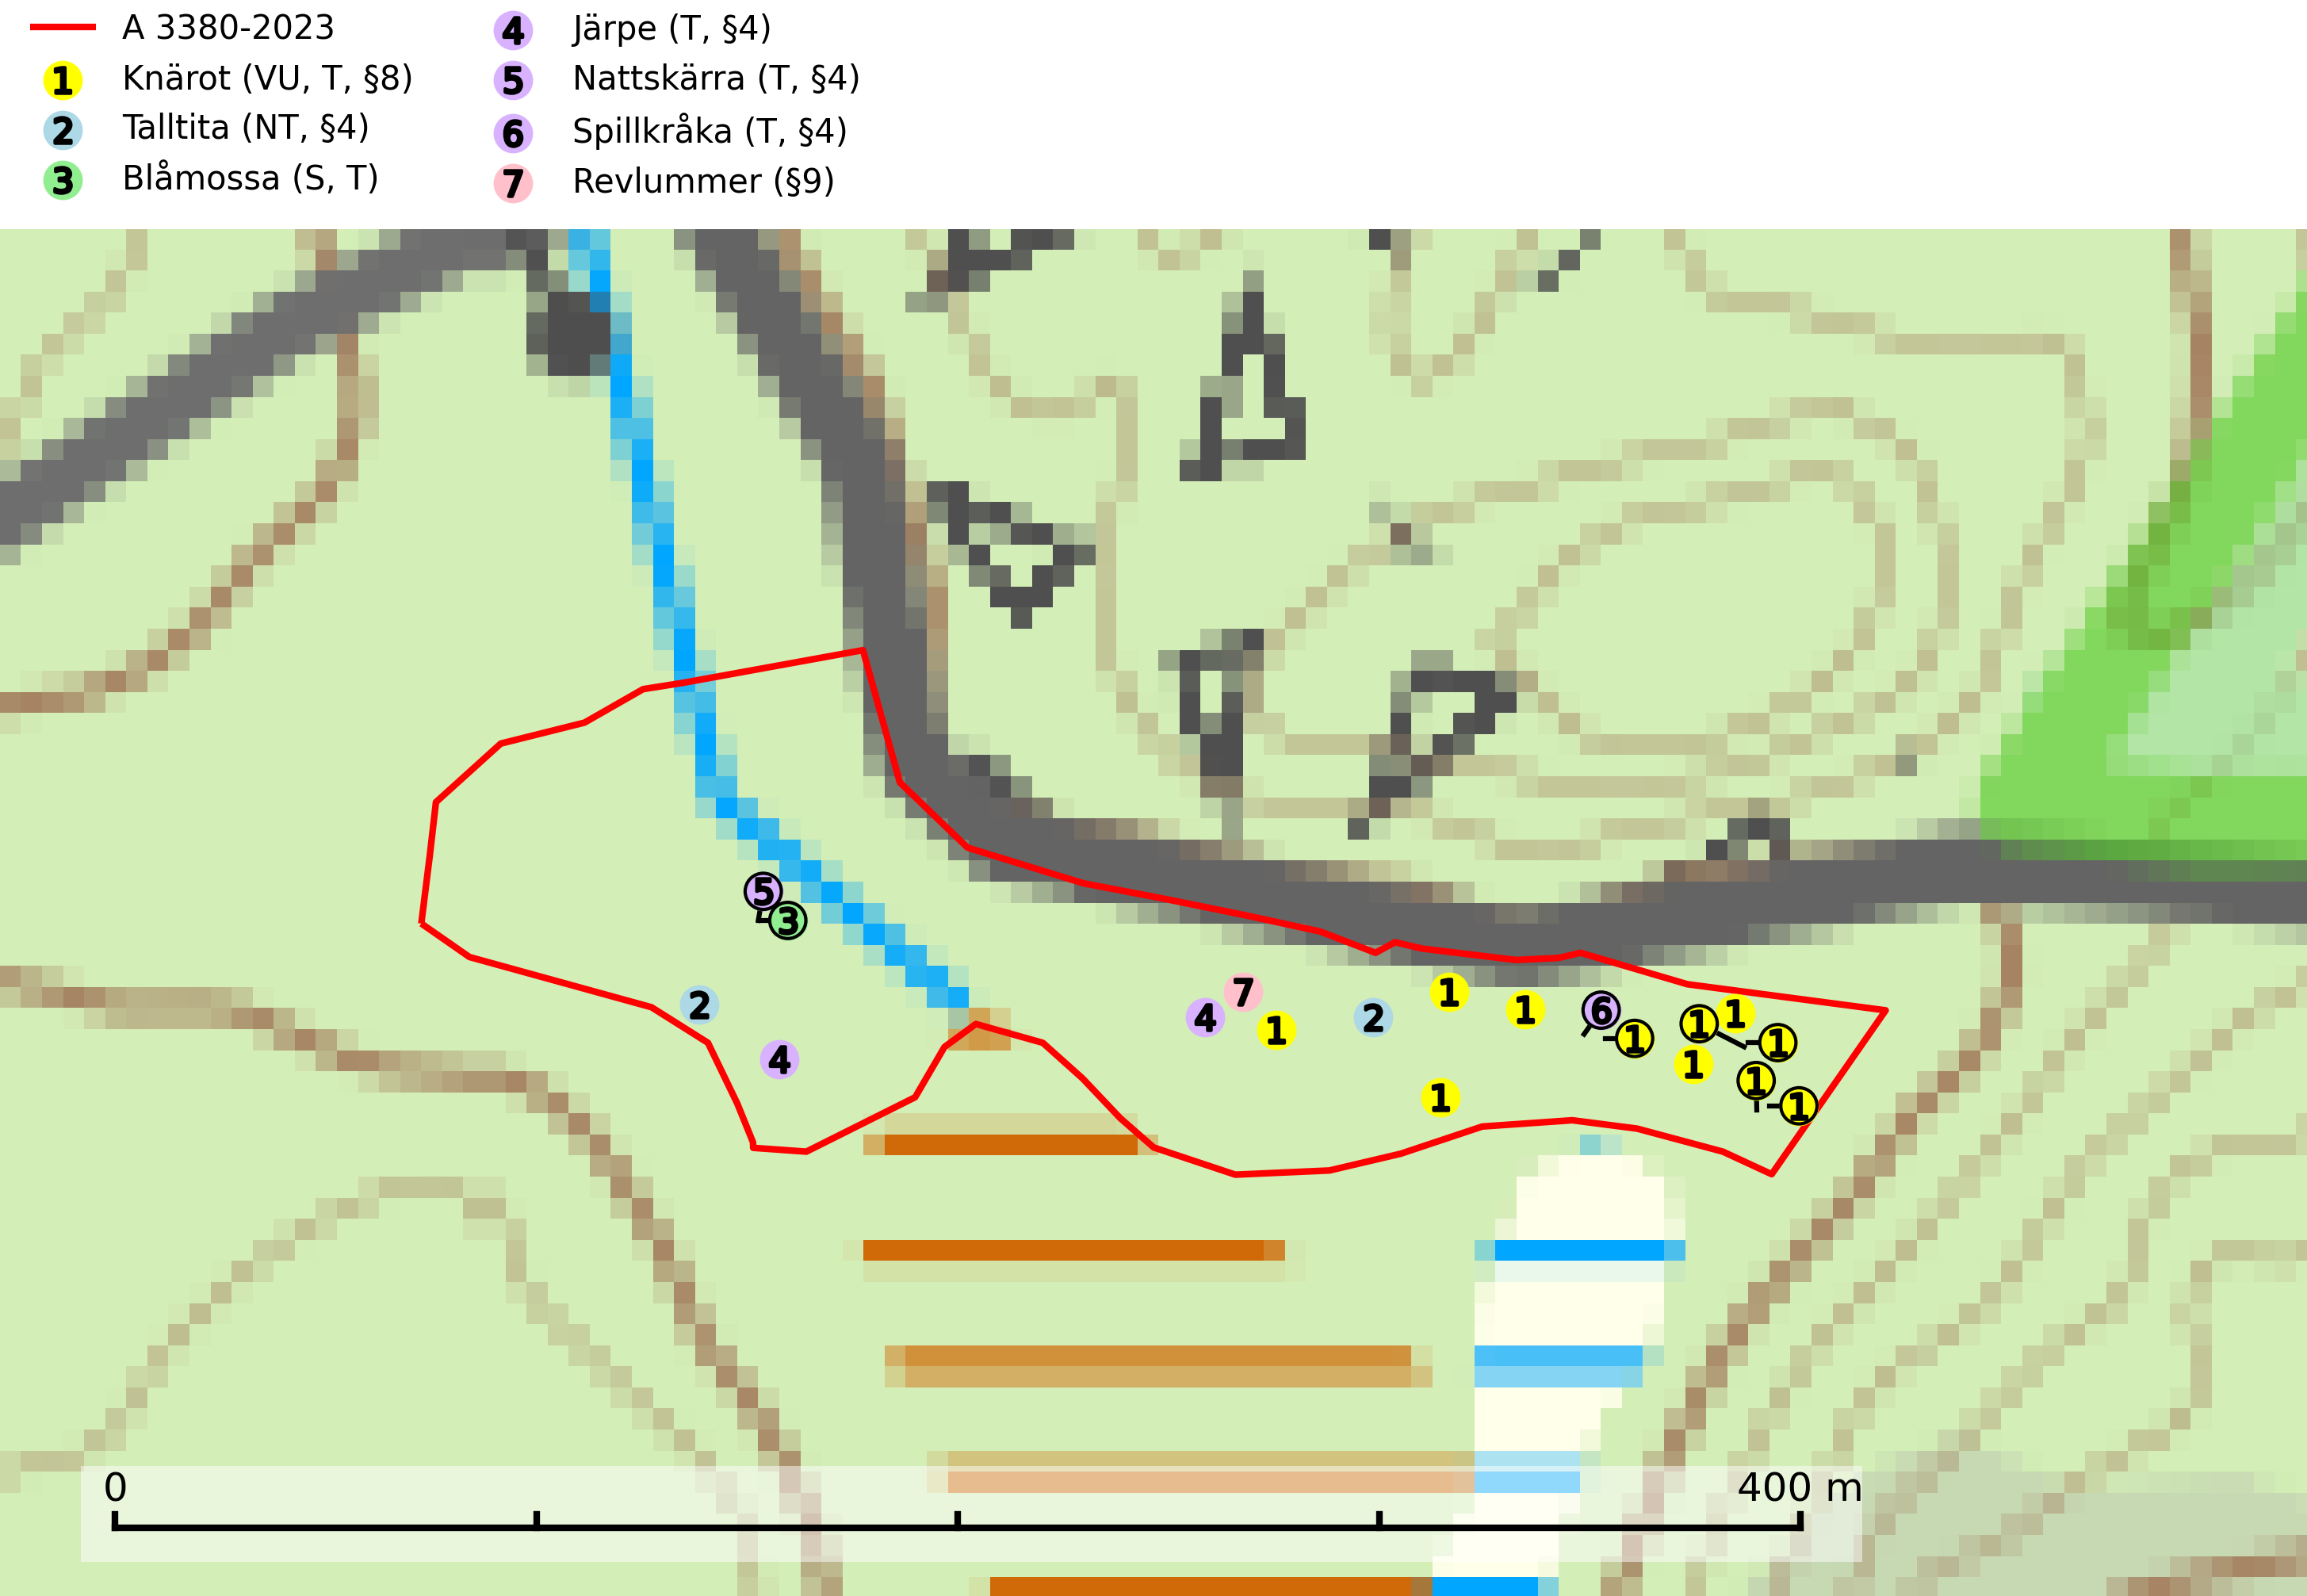 A 3380-2023
1 Knärot (VU, T, §8)
2 Talltita (NT, §4)
3 Blåmossa (S, T)
4 Järpe (T, §4)
5 Nattskärra (T, §4)
6 Spillkråka (T, §4)
7 Revlummer (§9)
5
3
2
4
7
4
1
2
1
1
1
6
1
1
1
1
1
1
1
0
400 m